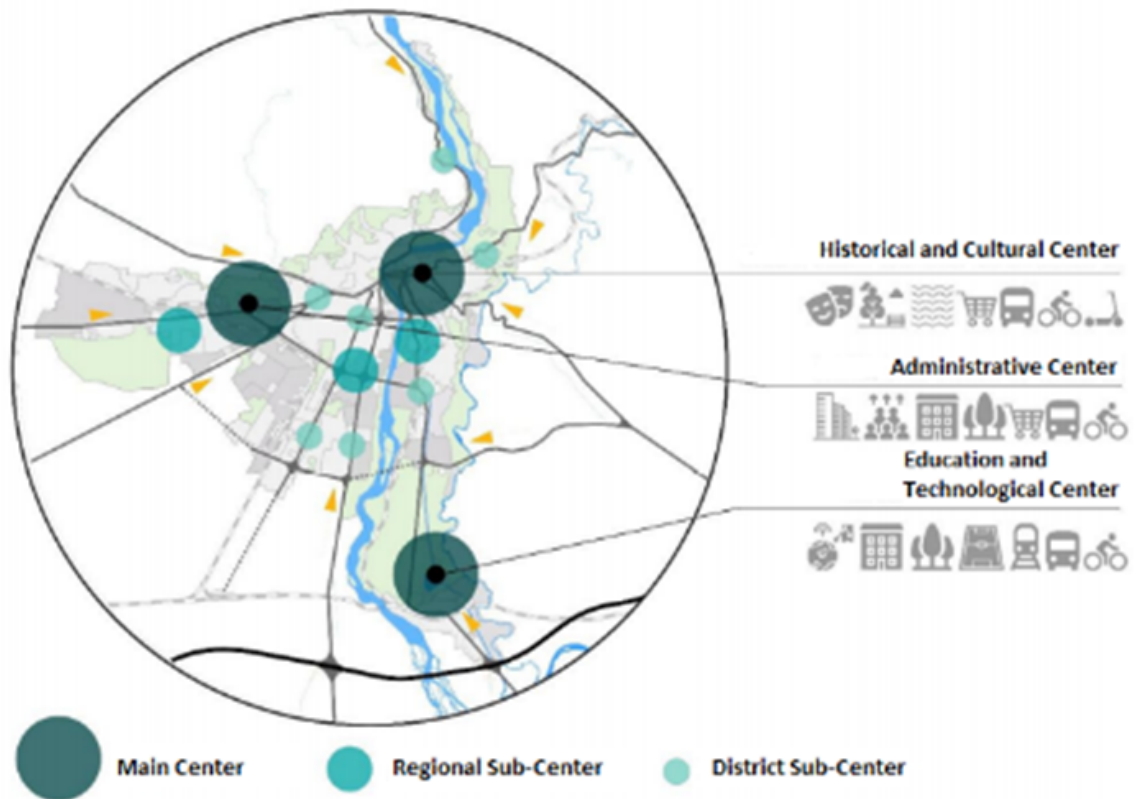 Historical and Cultural Center
Administrative Center
Education and
Technological Center
Main Center
Regional Sub-Center
District Sub-Center